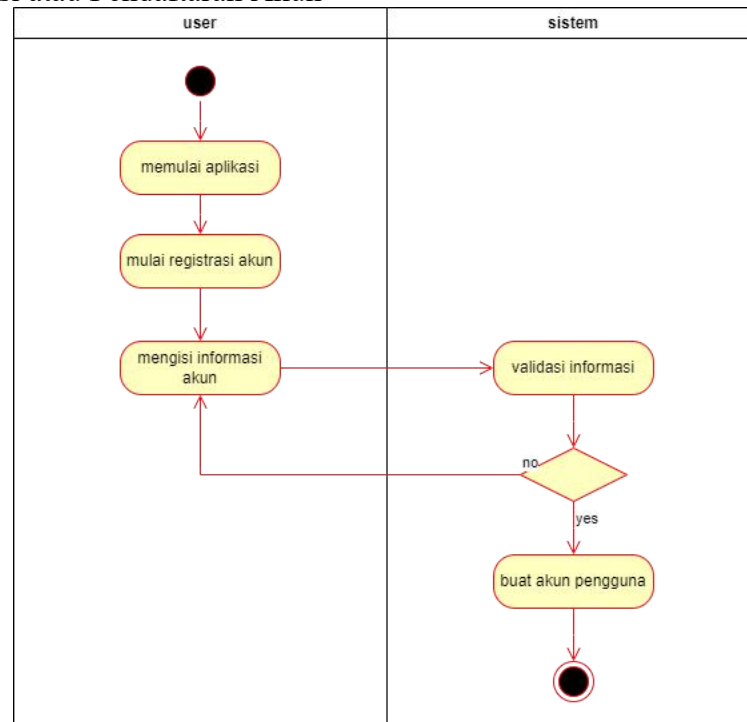 user
sistem
memulai aplikasi
mulai registrasi akun
mengisi informasi
akun
validasi informasi
no
yes
buat akun pengguna